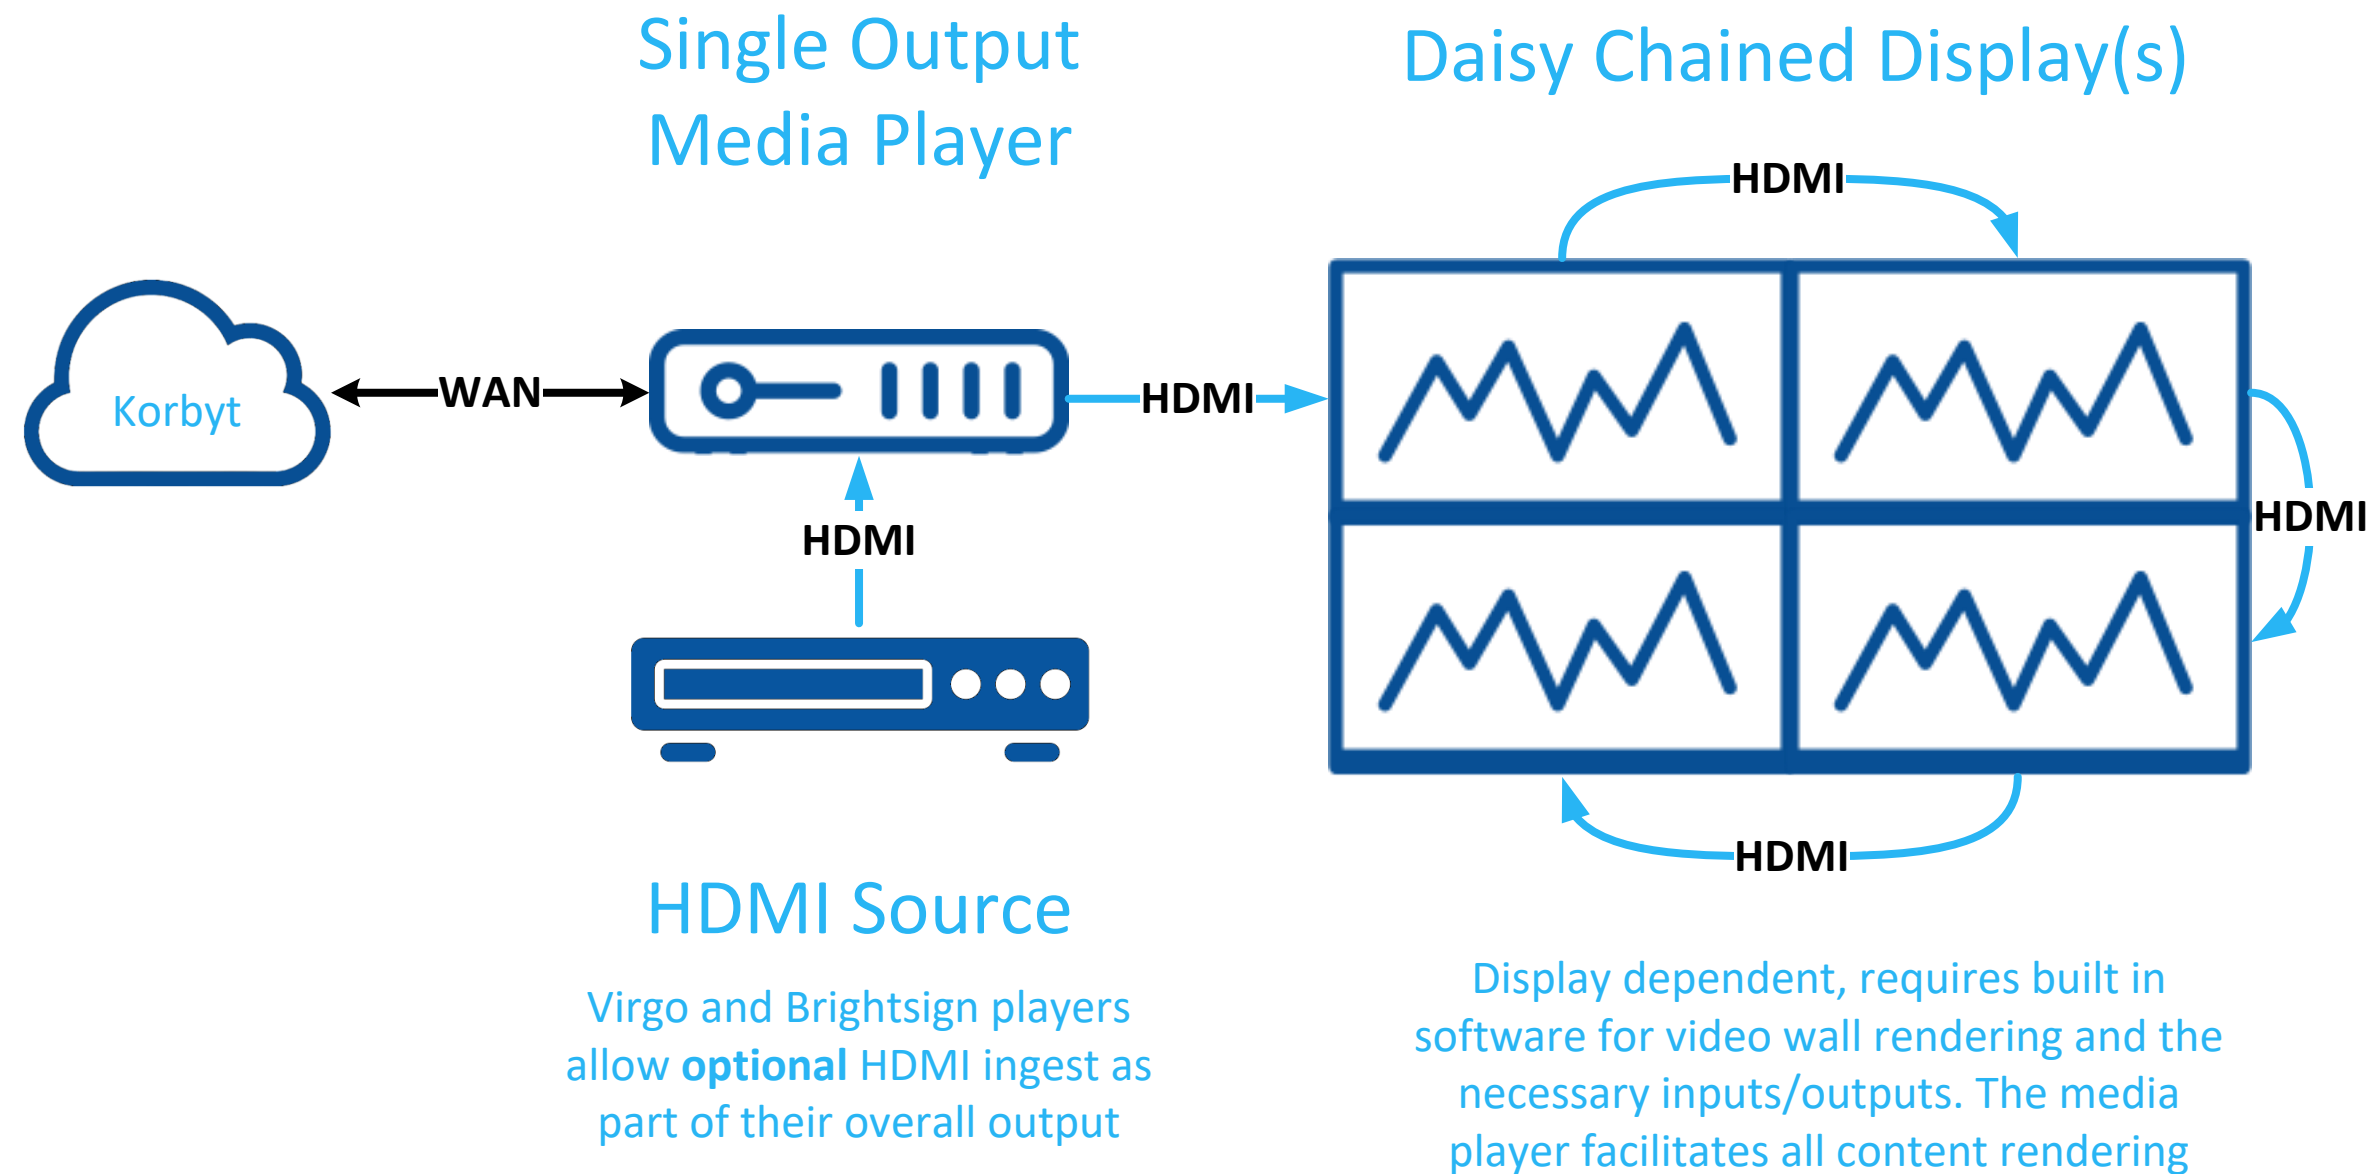 Single Output
Media Player
Daisy Chained Display(s)
HDMI
Korbyt
WAN
HDMI
HDMI
HDMI
HDMI
HDMI Source
Virgo and Brightsign players
allow optional HDMI ingest as
part of their overall output
Display dependent, requires built in
software for video wall rendering and the
necessary inputs/outputs. The media
player facilitates all content rendering